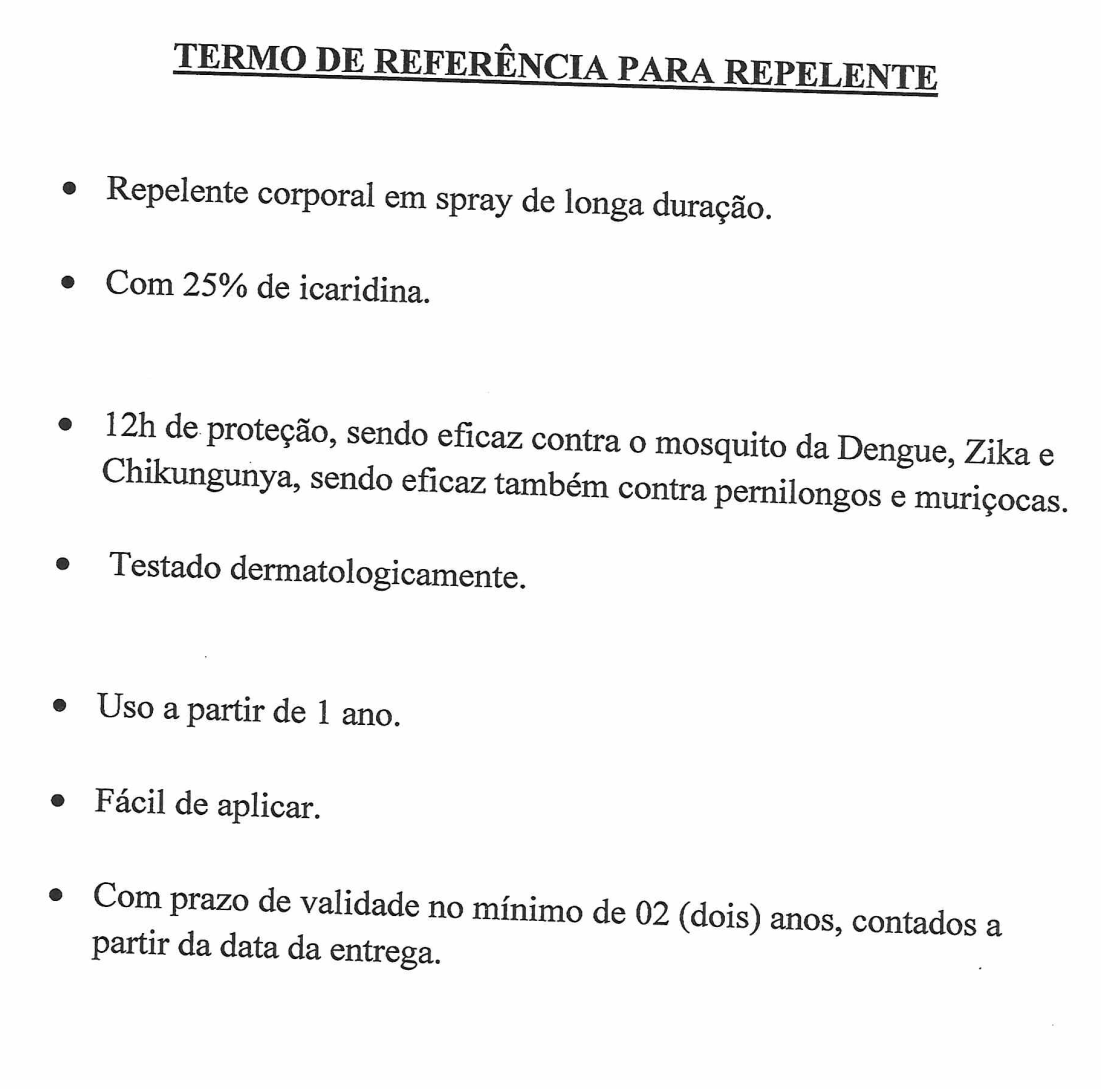 TERMO DE REFERÊNCIA PARA REPELENTE
• Repelente corporal em spray de longa duração.
• Com 25% de icaridina.
• 12h de proteção, sendo eficaz contra o mosquito da Dengue, Zika e
Chikungunya, sendo eficaz também contra pernilongos e muriçocas.
• Testado dermatologicamente.
• Uso a partir de 1 ano.
• Fácil de aplicar.
• Com prazo de validade no mínimo de 02 (dois) anos, contados a
partir da data da entrega.